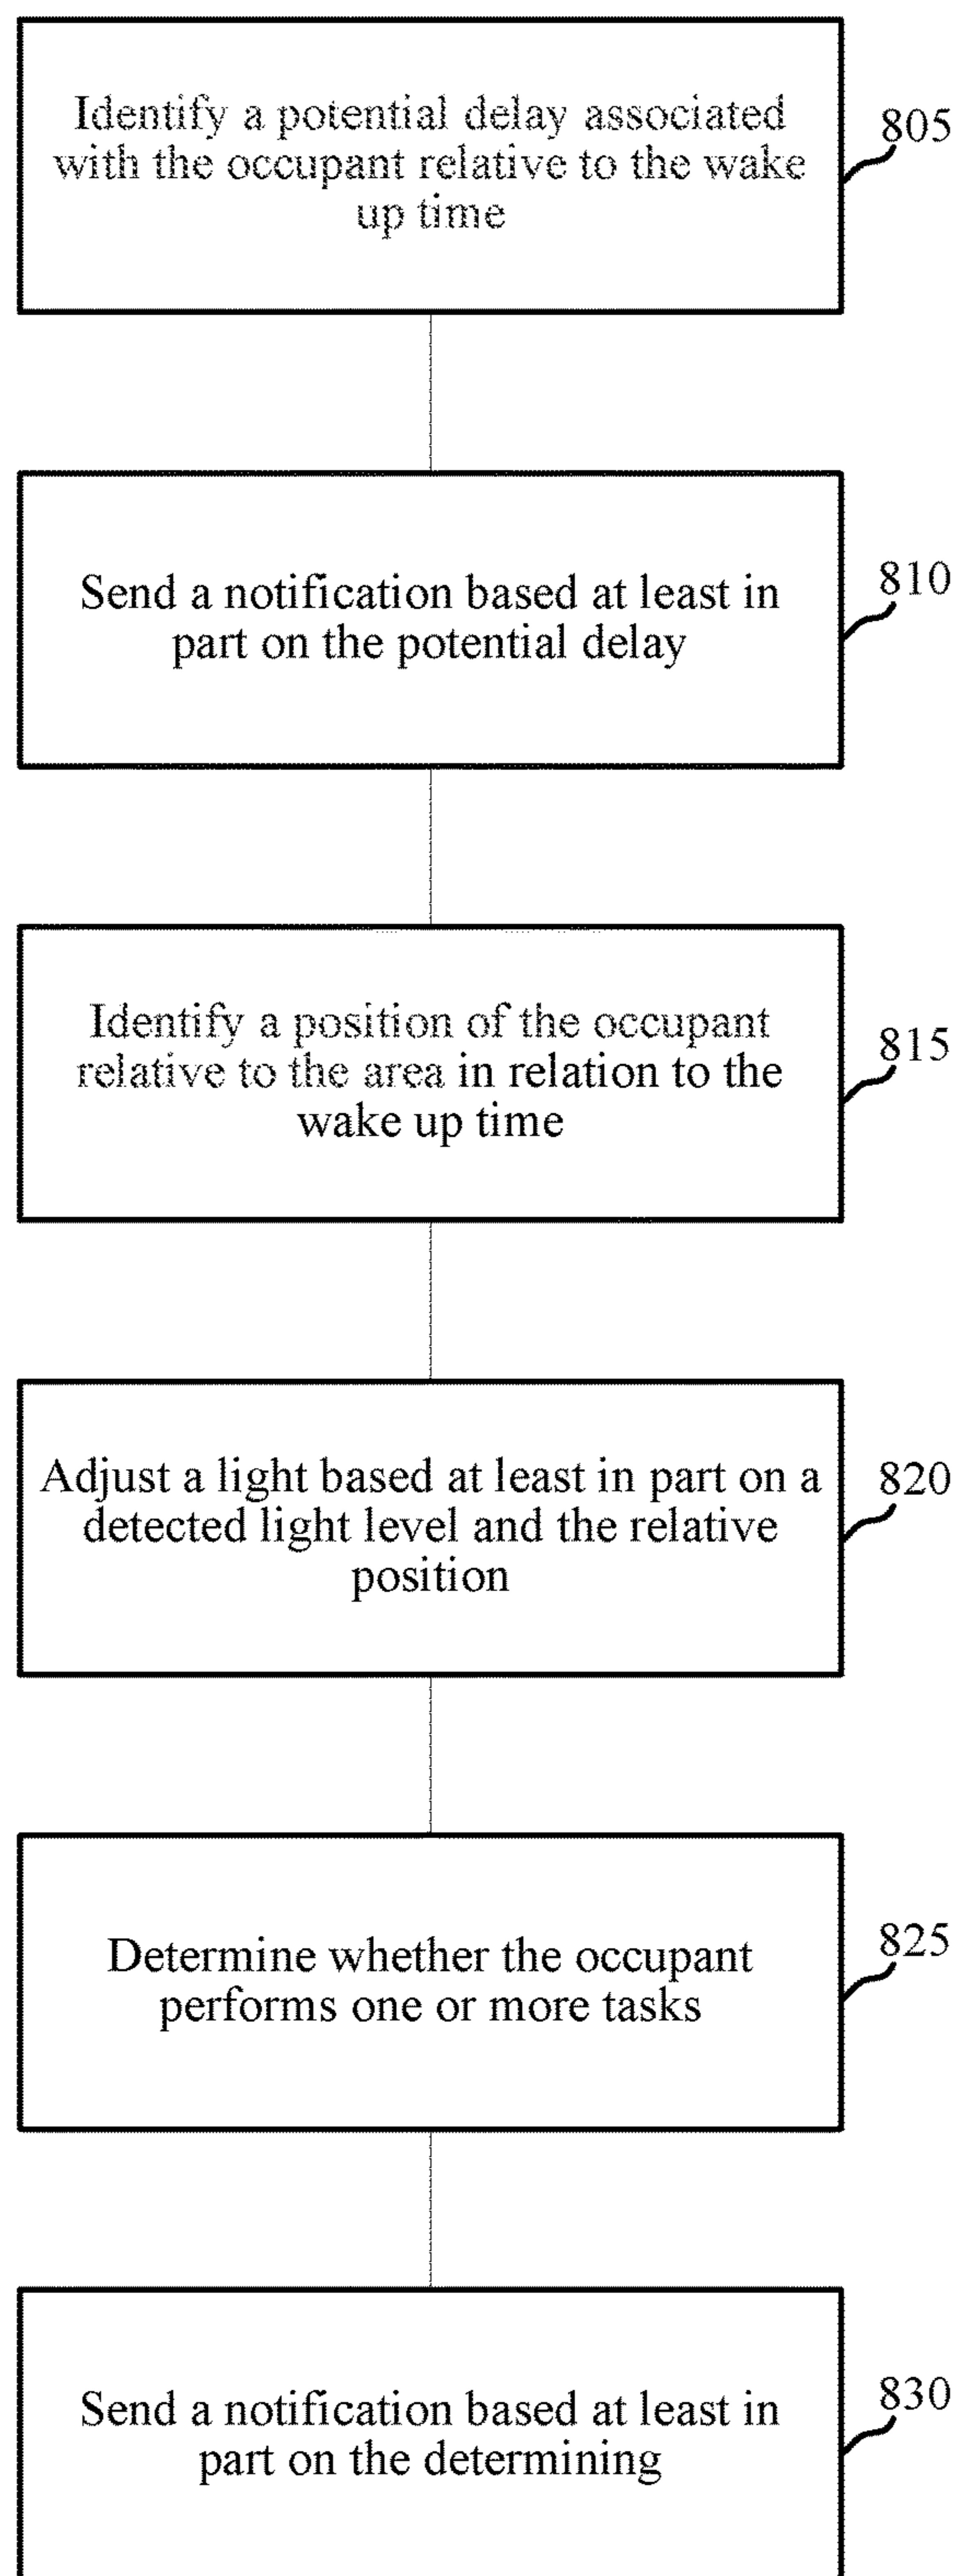 Identify a potential delay associated
with the occupant relative to the wake
up time
805
Send a notification based at least in
part on the potential delay
810
Identify a position of the occupant
relative to the area in relation to the
wake up time
815
Adjust a light based at least in part on a
detected light level and the relative
position
820
Determine whether the occupant
performs one or more tasks
825
Send a notification based at least in
part on the determining
830